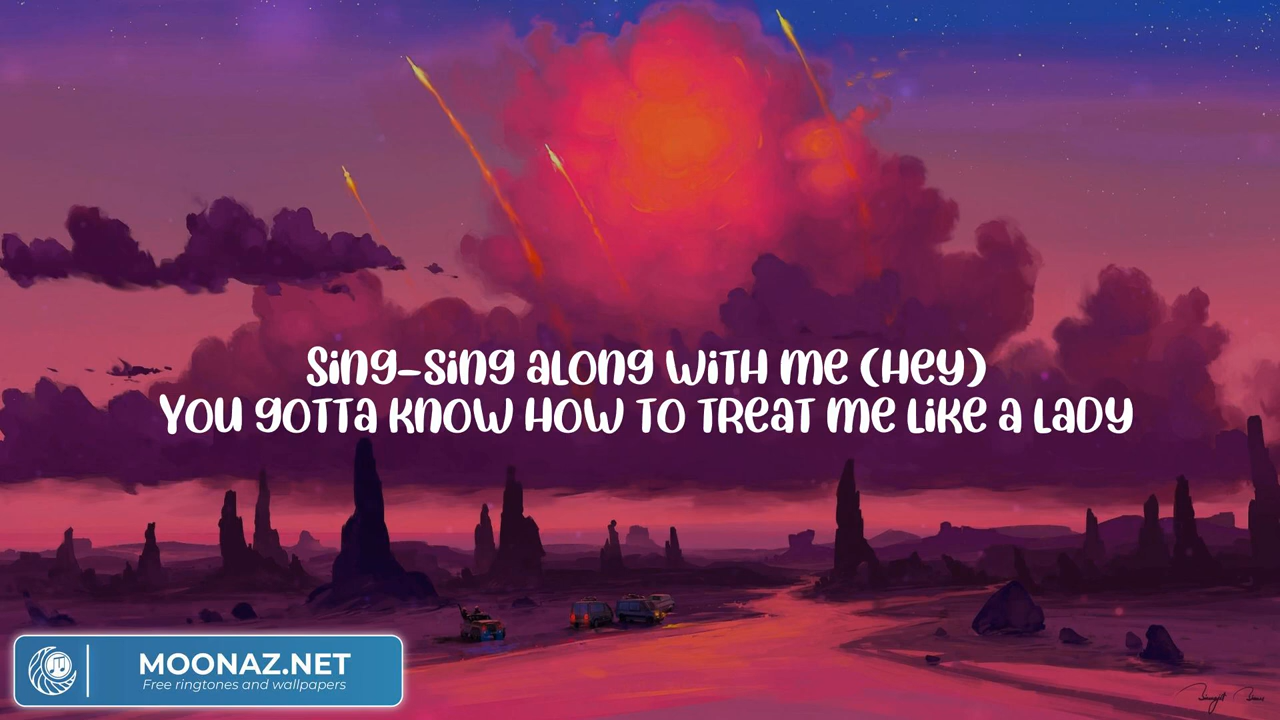 Sing-sing along with me (Hey)
You gotta know how to treat me like a lady
MOONAZ.NET
Free ringtones and wallpapers